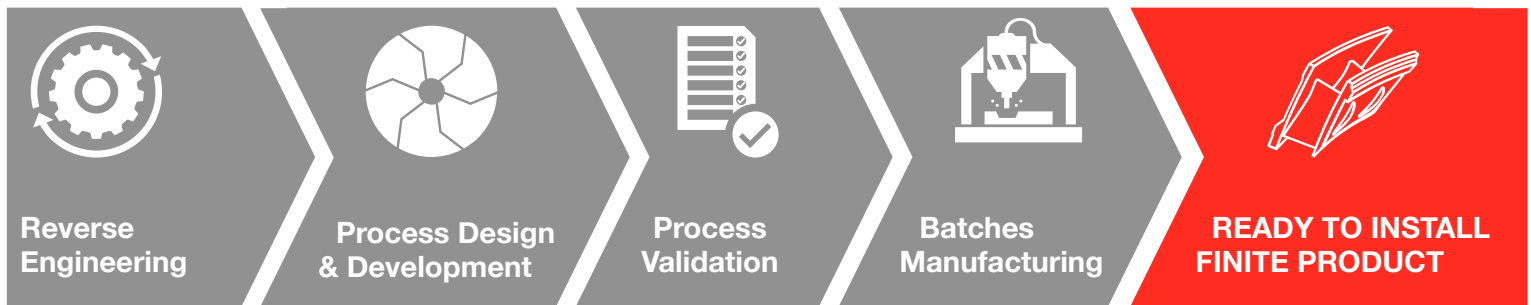 Reverse
Engineering
Process Design
& Development
Process
Validation
Batches
Manufacturing
READY TO INSTALL
FINITE PRODUCT